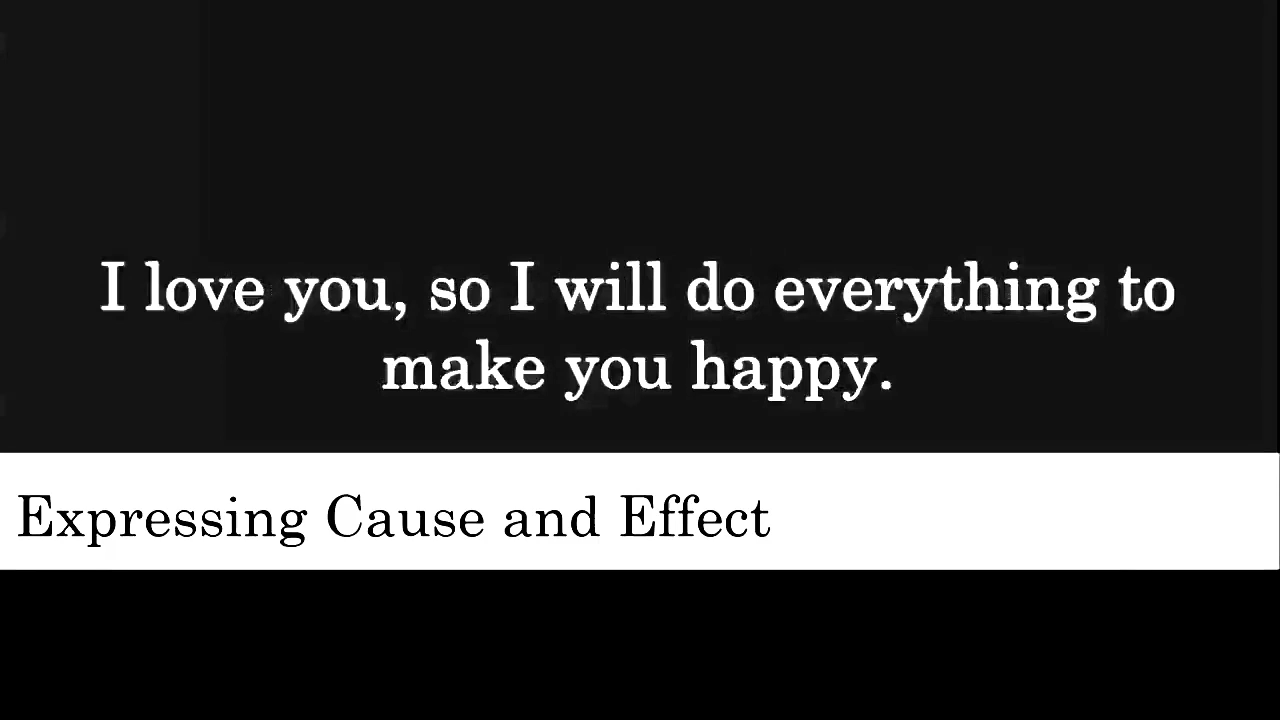 I love you, so I will do everything to
make you happy.
Expressing Cause and Effect